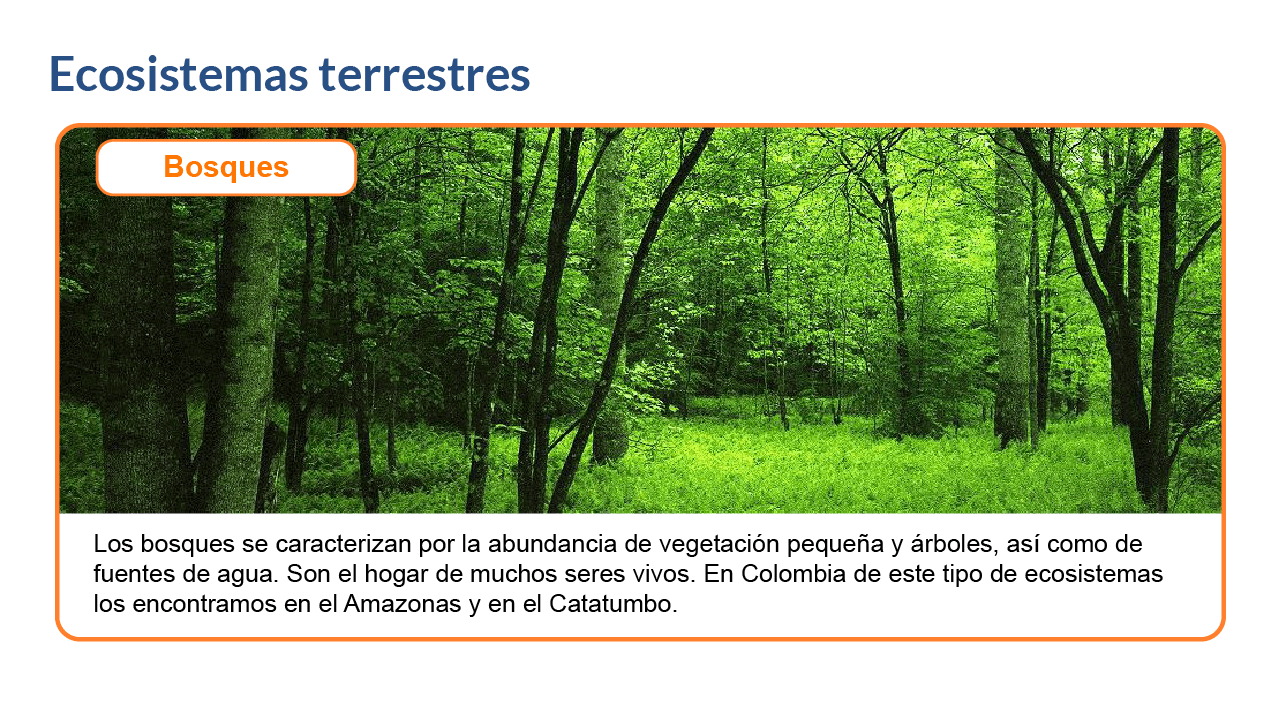 Ecosistemas terrestres
Bosques
Los bosques se caracterizan por la abundancia de vegetación pequeña y árboles, así como de
fuentes de agua. Son el hogar de muchos seres vivos. En Colombia de este tipo de ecosistemas
los encontramos en el Amazonas y en el Catatumbo.